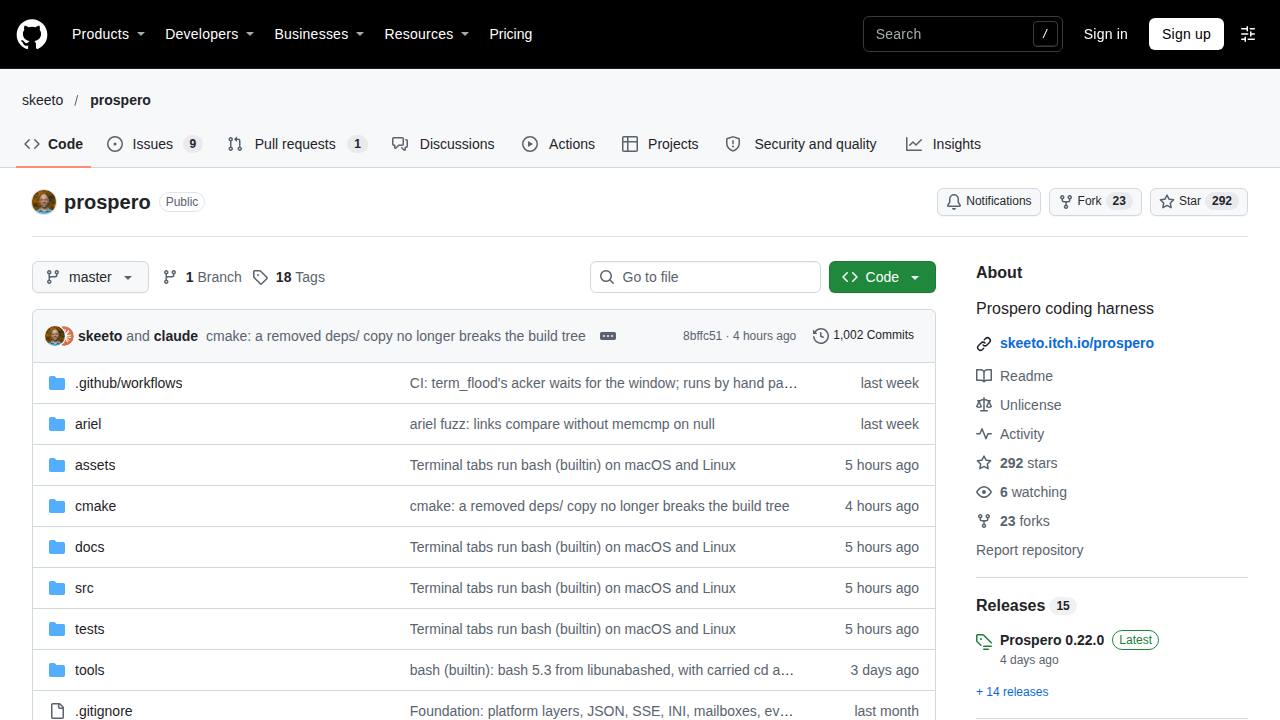 Products Developers Businesses Resources Pricing Search / Sign in Sign up
skeeto / prospero
Code Issues 9 Pull requests 1 Discussions Actions Projects Security and quality Insights
prospero Public Notifications Fork 23 Star 292
master 1 Branch 18 Tags Go to file Code
skeeto and claude cmake: a removed deps/ copy no longer breaks the build tree 8bffc51 · 4 hours ago 1,002 Commits
.github/workflows CI: term_flood's acker waits for the window; runs by hand pa… last week
ariel ariel fuzz: links compare without memcmp on null last week
assets Terminal tabs run bash (builtin) on macOS and Linux 5 hours ago
cmake cmake: a removed deps/ copy no longer breaks the build tree 4 hours ago
docs Terminal tabs run bash (builtin) on macOS and Linux 5 hours ago
src Terminal tabs run bash (builtin) on macOS and Linux 5 hours ago
tests Terminal tabs run bash (builtin) on macOS and Linux 5 hours ago
tools bash (builtin): bash 5.3 from libunabashed, with carried cd a… 3 days ago
.gitignore Foundation: platform layers, JSON, SSE, INI, mailboxes, ev… last month
About
Prospero coding harness
skeeto.itch.io/prospero
Readme
Unlicense
Activity
292 stars
6 watching
23 forks
Report repository
Releases 15
Prospero 0.22.0 Latest
4 days ago
+ 14 releases